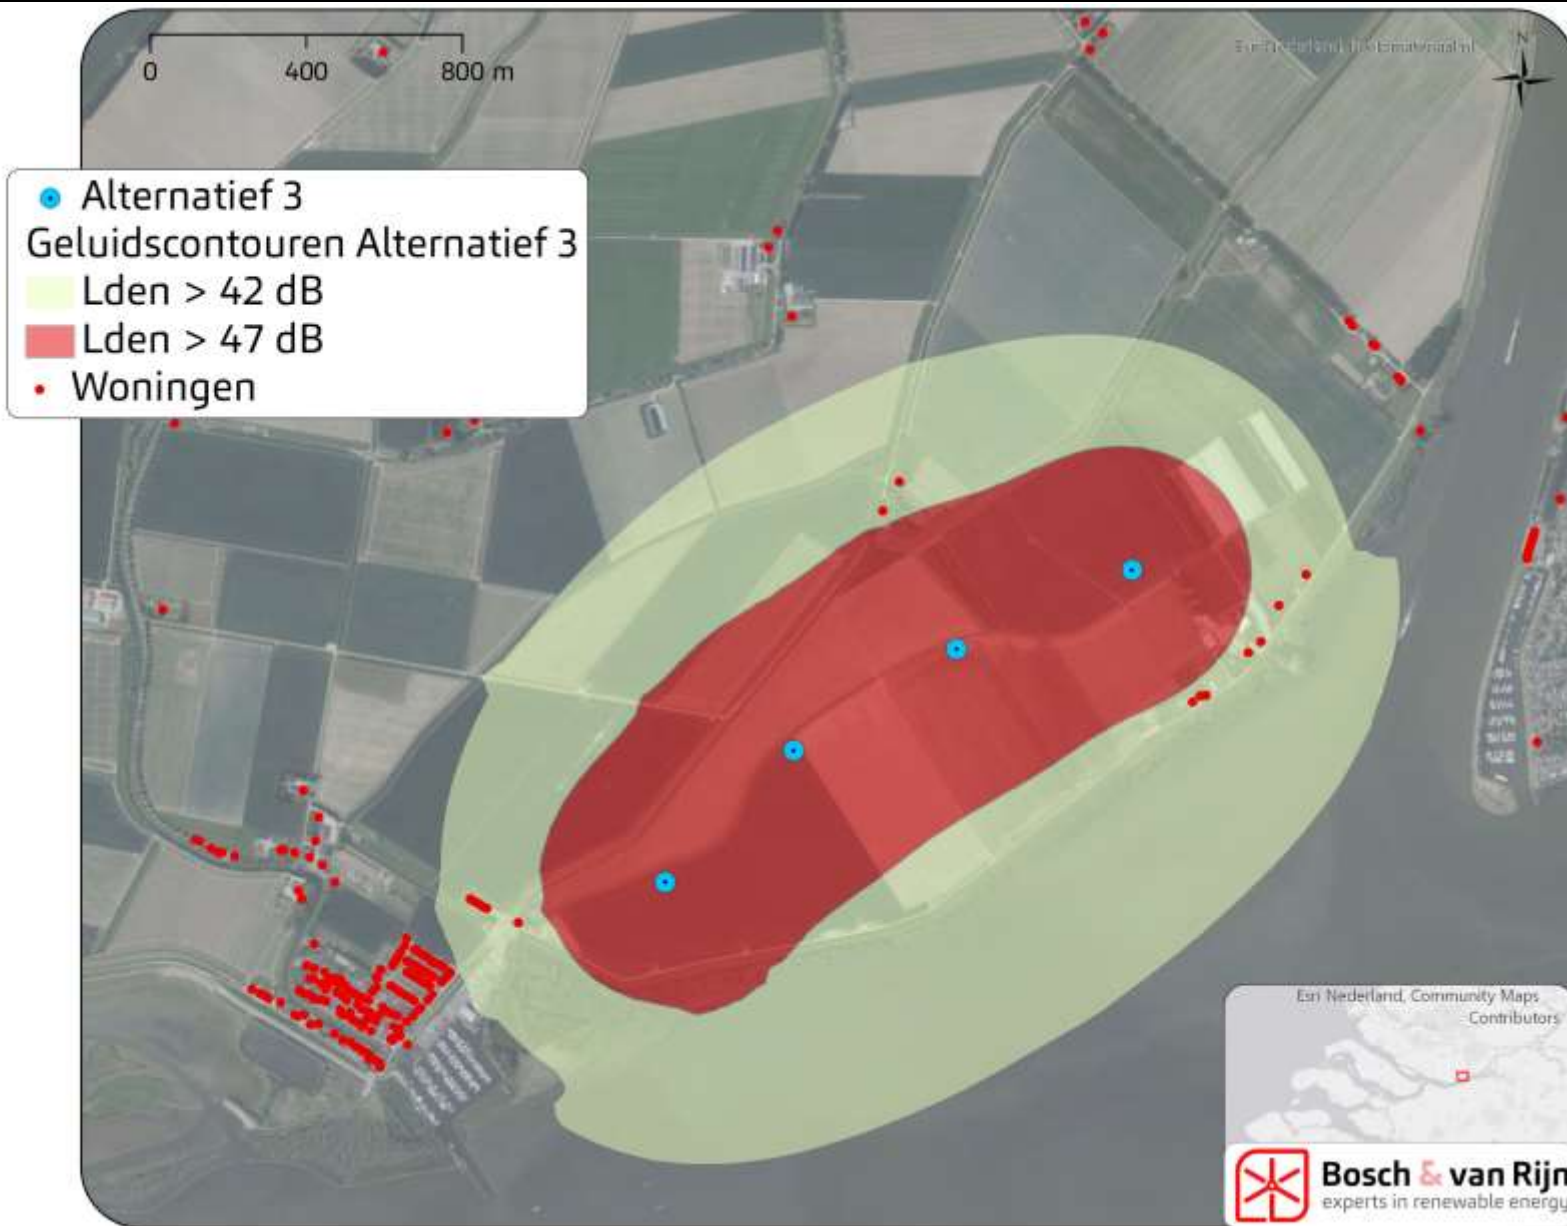 0 400 800 m
N
Alternatief 3
Geluidscontouren Alternatief 3
Lden > 42 dB
Lden > 47 dB
Woningen
Esri Nederland, Community Maps
Contributors
Bosch & van Rijn
experts in renewable energy